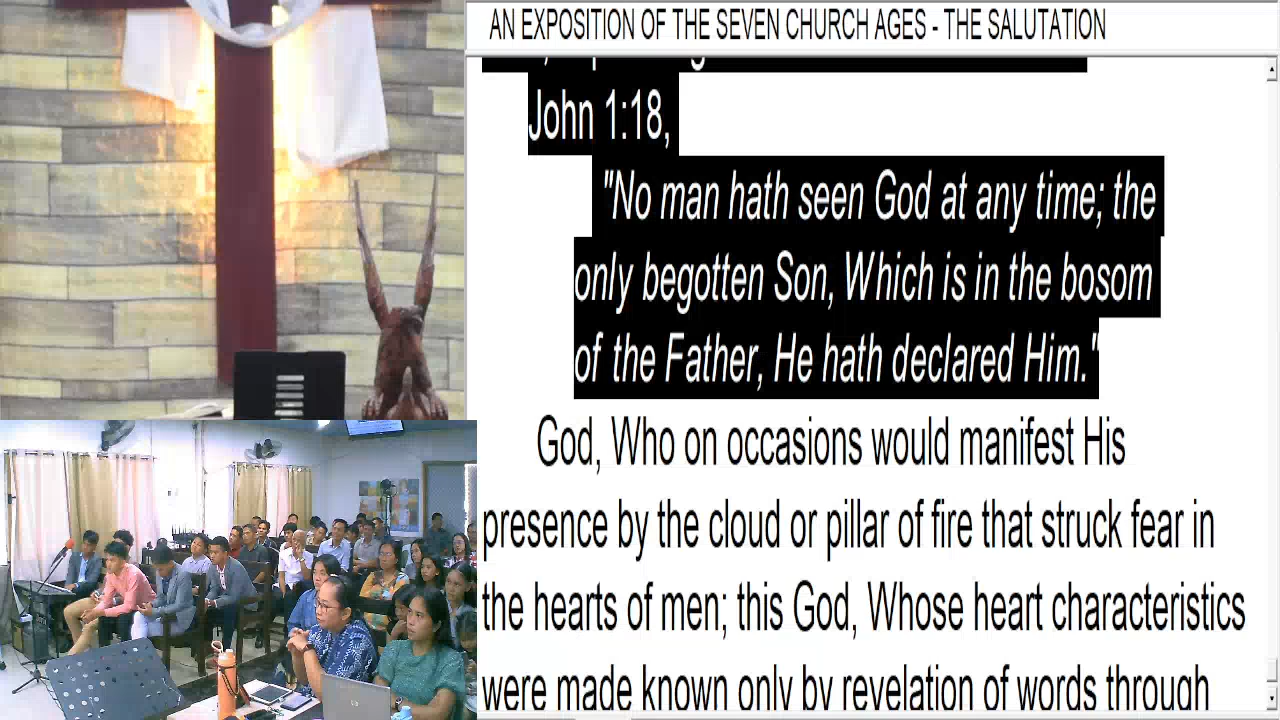 AN EXPOSITION OF THE SEVEN CHURCH AGES - THE SALUTATION
John 1:18,
"No man hath seen God at any time; the
only begotten Son, Which is in the bosom
of the Father, He hath declared Him."
God, Who on occasions would manifest His
presence by the cloud or pillar of fire that struck fear in
the hearts of men; this God, Whose heart characteristics
were made known only by revelation of words through